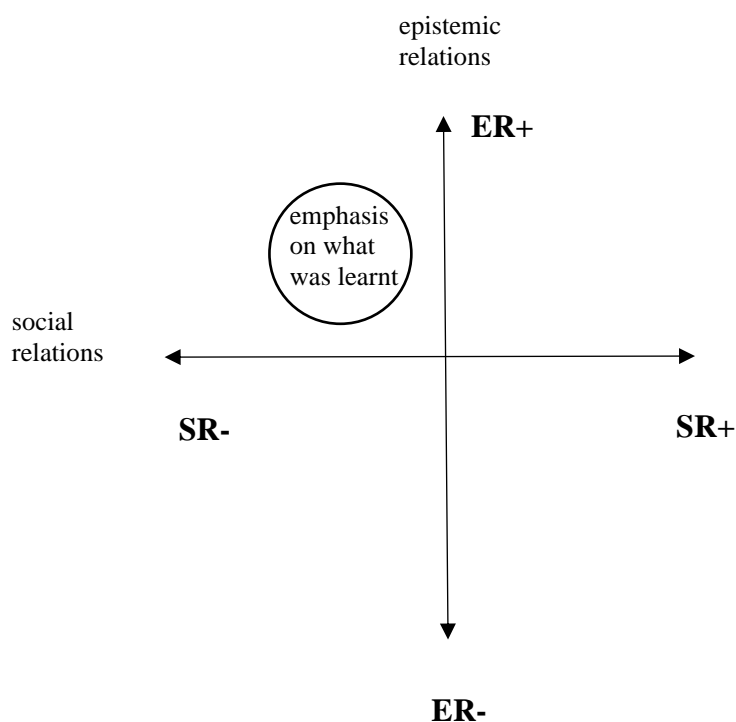 epistemic
relations
ER+
emphasis
on what
was learnt
social
relations
SR-
SR+
ER-